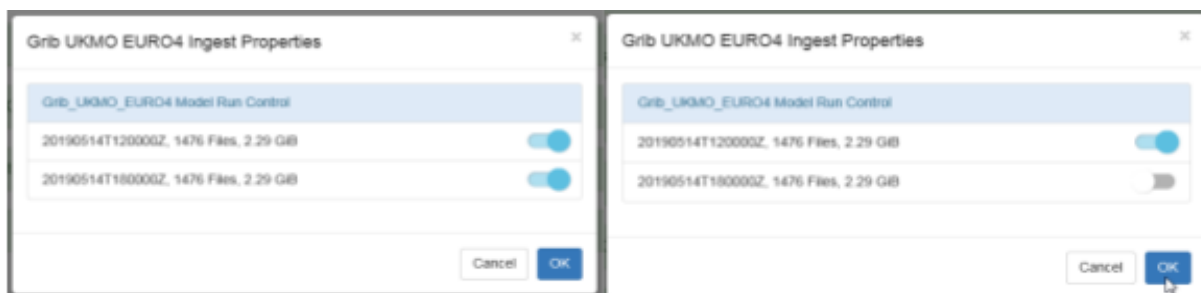 Grib UKMO EURO4 Ingest Properties
×
Grib_UKMO_EURO4 Model Run Control
20190514T120000Z, 1476 Files, 2.29 GiB
20190514T180000Z, 1476 Files, 2.29 GiB
Cancel
OK
Grib UKMO EURO4 Ingest Properties
×
Grib_UKMO_EURO4 Model Run Control
20190514T120000Z, 1476 Files, 2.29 GiB
20190514T180000Z, 1476 Files, 2.29 GiB
Cancel
OK